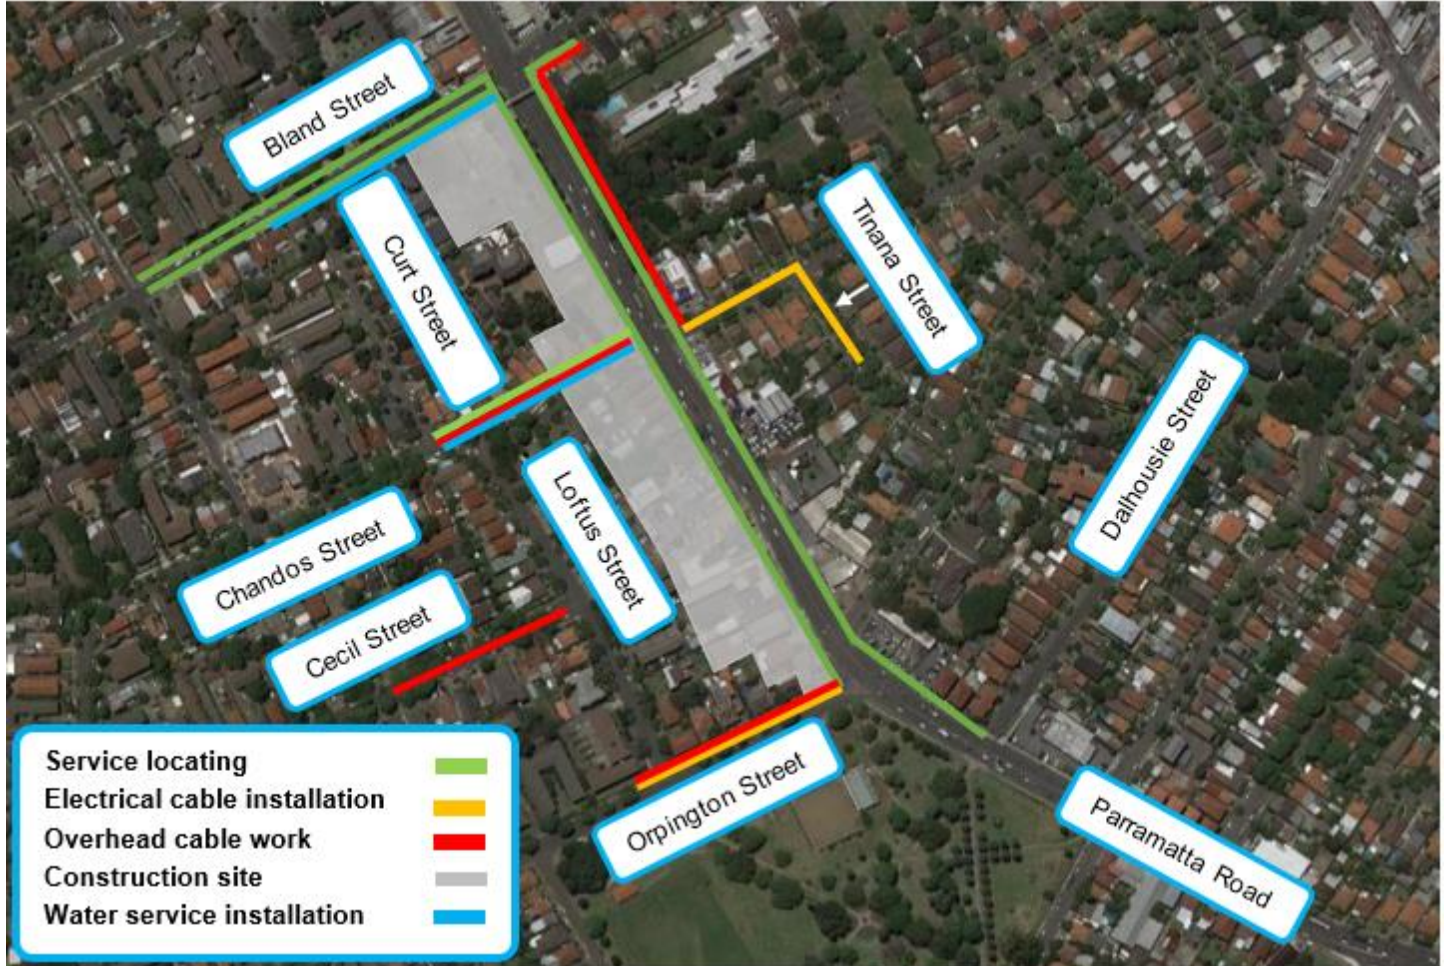 Bland Street
Curt Street
Tinana Street
Dalhousie Street
Loftus Street
Chandos Street
Cecil Street
Orpington Street
Parramatta Road
Service locating
Electrical cable installation
Overhead cable work
Construction site
Water service installation